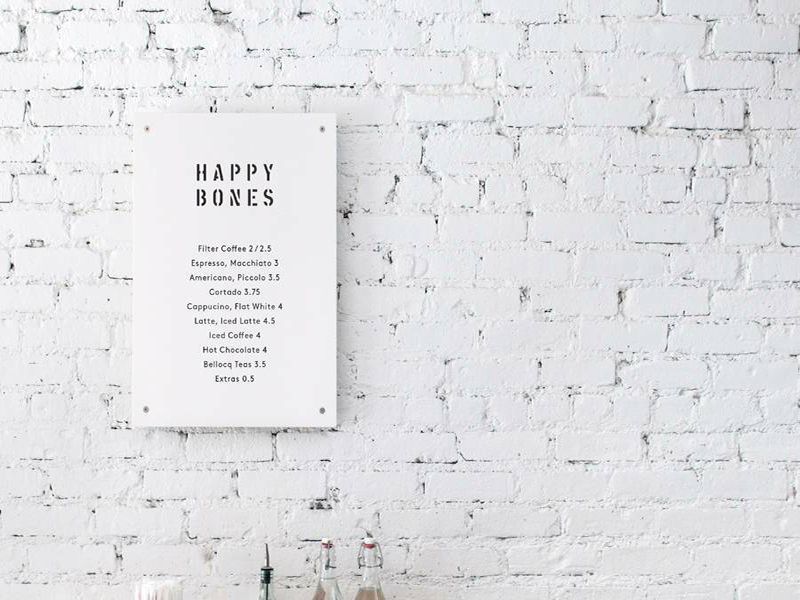 HAPPY
BONES
Filter Coffee 2 / 2.5
Espresso, Macchiato 3
Americano, Piccolo 3.5
Cortado 3.75
Cappucino, Flat White 4
Latte, Iced Latte 4.5
Iced Coffee 4
Hot Chocolate 4
Bellocq Teas 3.5
Extras 0.5